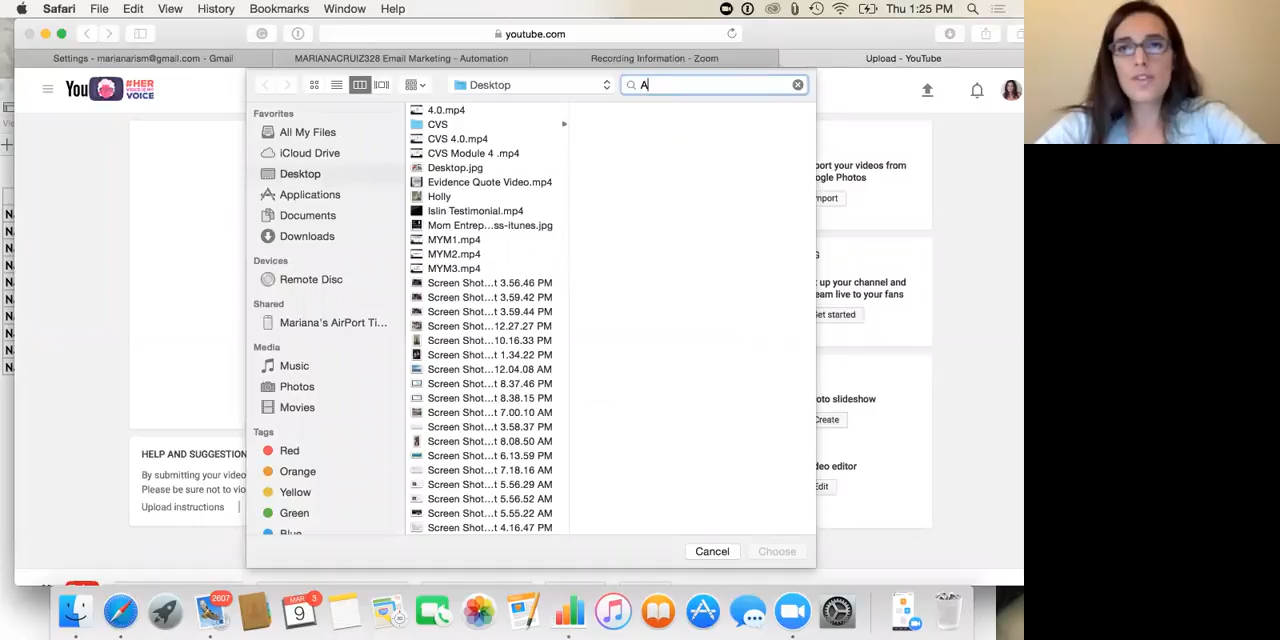 Safari File Edit View History Bookmarks Window Help Thu 1:25 PM
youtube.com
Settings - marianarism@gmail.com - Gmail MARIANACRUIZ328 Email Marketing - Automation Recording Information - Zoom Upload - YouTube
You #HER VOICE IS MY VOICE
Desktop A
Favorites
All My Files
iCloud Drive
Desktop
Applications
Documents
Downloads
Devices
Remote Disc
Shared
Mariana's AirPort Ti...
Media
Music
Photos
Movies
Tags
Red
Orange
Yellow
Green
Blue
4.0.mp4
CVS
CVS 4.0.mp4
CVS Module 4 .mp4
Desktop.jpg
Evidence Quote Video.mp4
Holly
Islin Testimonial.mp4
Mom Entrep...ss-itunes.jpg
MYM1.mp4
MYM2.mp4
MYM3.mp4
Screen Shot...t 3.56.46 PM
Screen Shot...t 3.59.42 PM
Screen Shot...t 3.59.44 PM
Screen Shot...12.27.27 PM
Screen Shot...10.16.33 PM
Screen Shot...t 1.34.22 PM
Screen Shot...12.04.08 AM
Screen Shot...t 8.37.46 PM
Screen Shot...t 8.38.15 PM
Screen Shot...t 7.00.10 AM
Screen Shot...t 3.58.37 PM
Screen Shot...t 8.08.50 AM
Screen Shot...t 6.13.59 PM
Screen Shot...t 7.18.16 AM
Screen Shot...t 5.56.29 AM
Screen Shot...t 5.56.52 AM
Screen Shot...t 5.55.22 AM
Screen Shot...t 4.16.47 PM
Cancel Choose
port your videos from
ogle Photos
mport
G
t up your channel and
ream live to your fans
Get started
oto slideshow
Create
deo editor
Edit
HELP AND SUGGESTION
By submitting your video
Please be sure not to vio
Upload instructions
2607
MAR 3
9